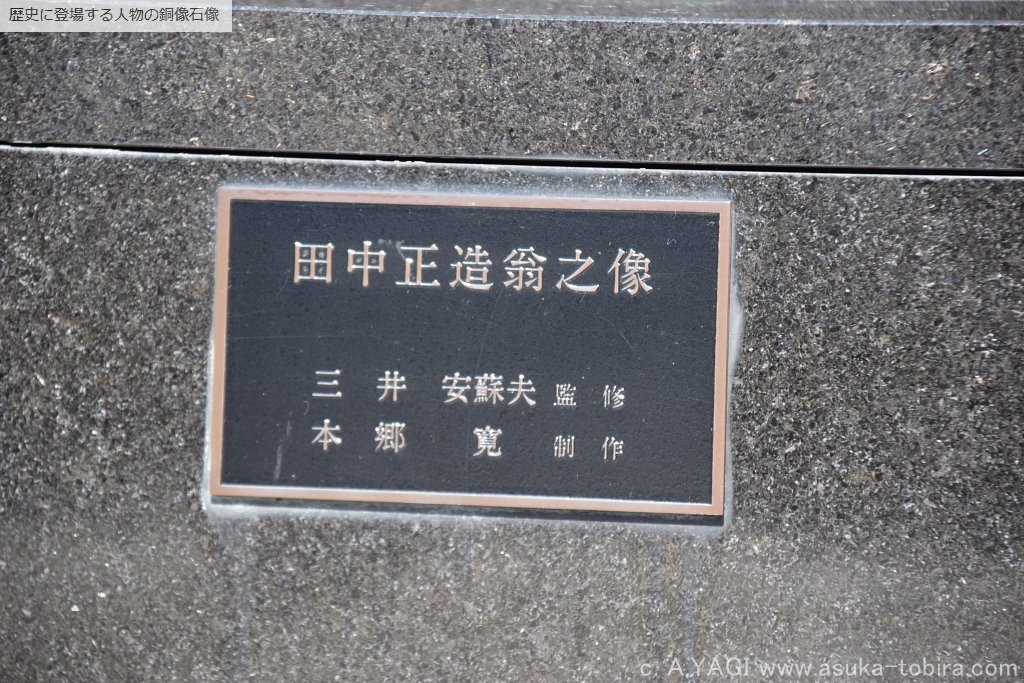 歴史に登場する人物の銅像石像
田中正造翁之像
三井 安蘇夫 監修
本郷 寛 制作
c A.YAGI www.asuka-tobira.com